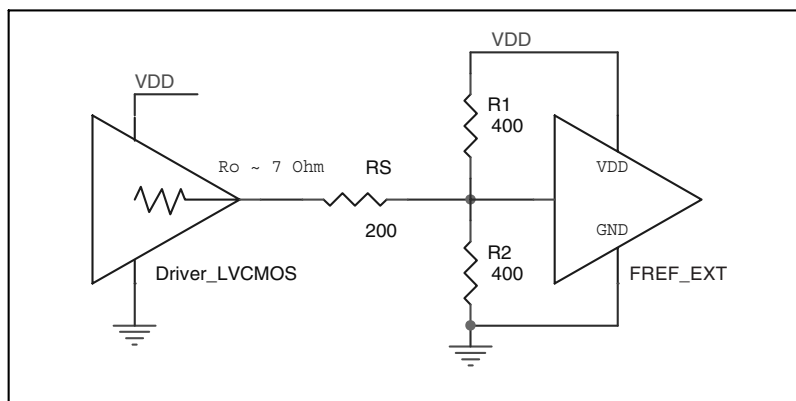 VDD
VDD
R1
400
Ro ~ 7 Ohm
RS
VDD
200
GND
R2
400
Driver_LVCMOS
FREF_EXT